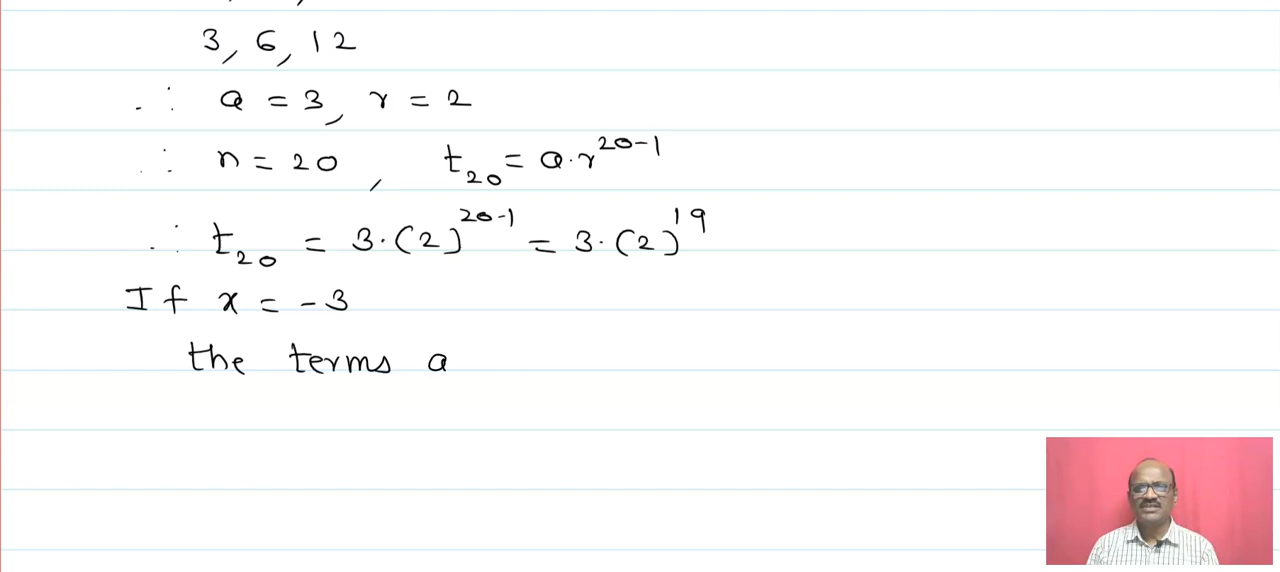 3, 6, 12
∴ a = 3, r = 2
∴ n = 20, t₂₀ = a·r²⁰⁻¹
∴ t₂₀ = 3·(2)²⁰⁻¹ = 3·(2)¹⁹
If x = -3
the terms a